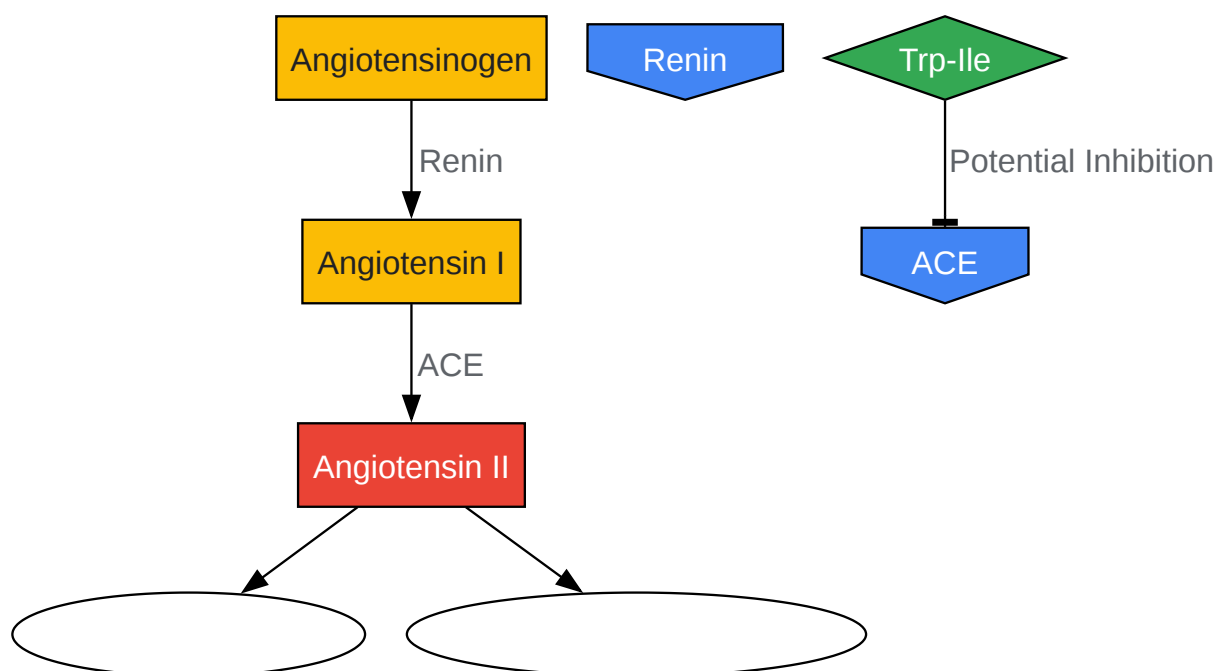 Angiotensinogen
Renin
Trp-Ile
Renin
Potential Inhibition
Angiotensin I
ACE
ACE
Angiotensin II